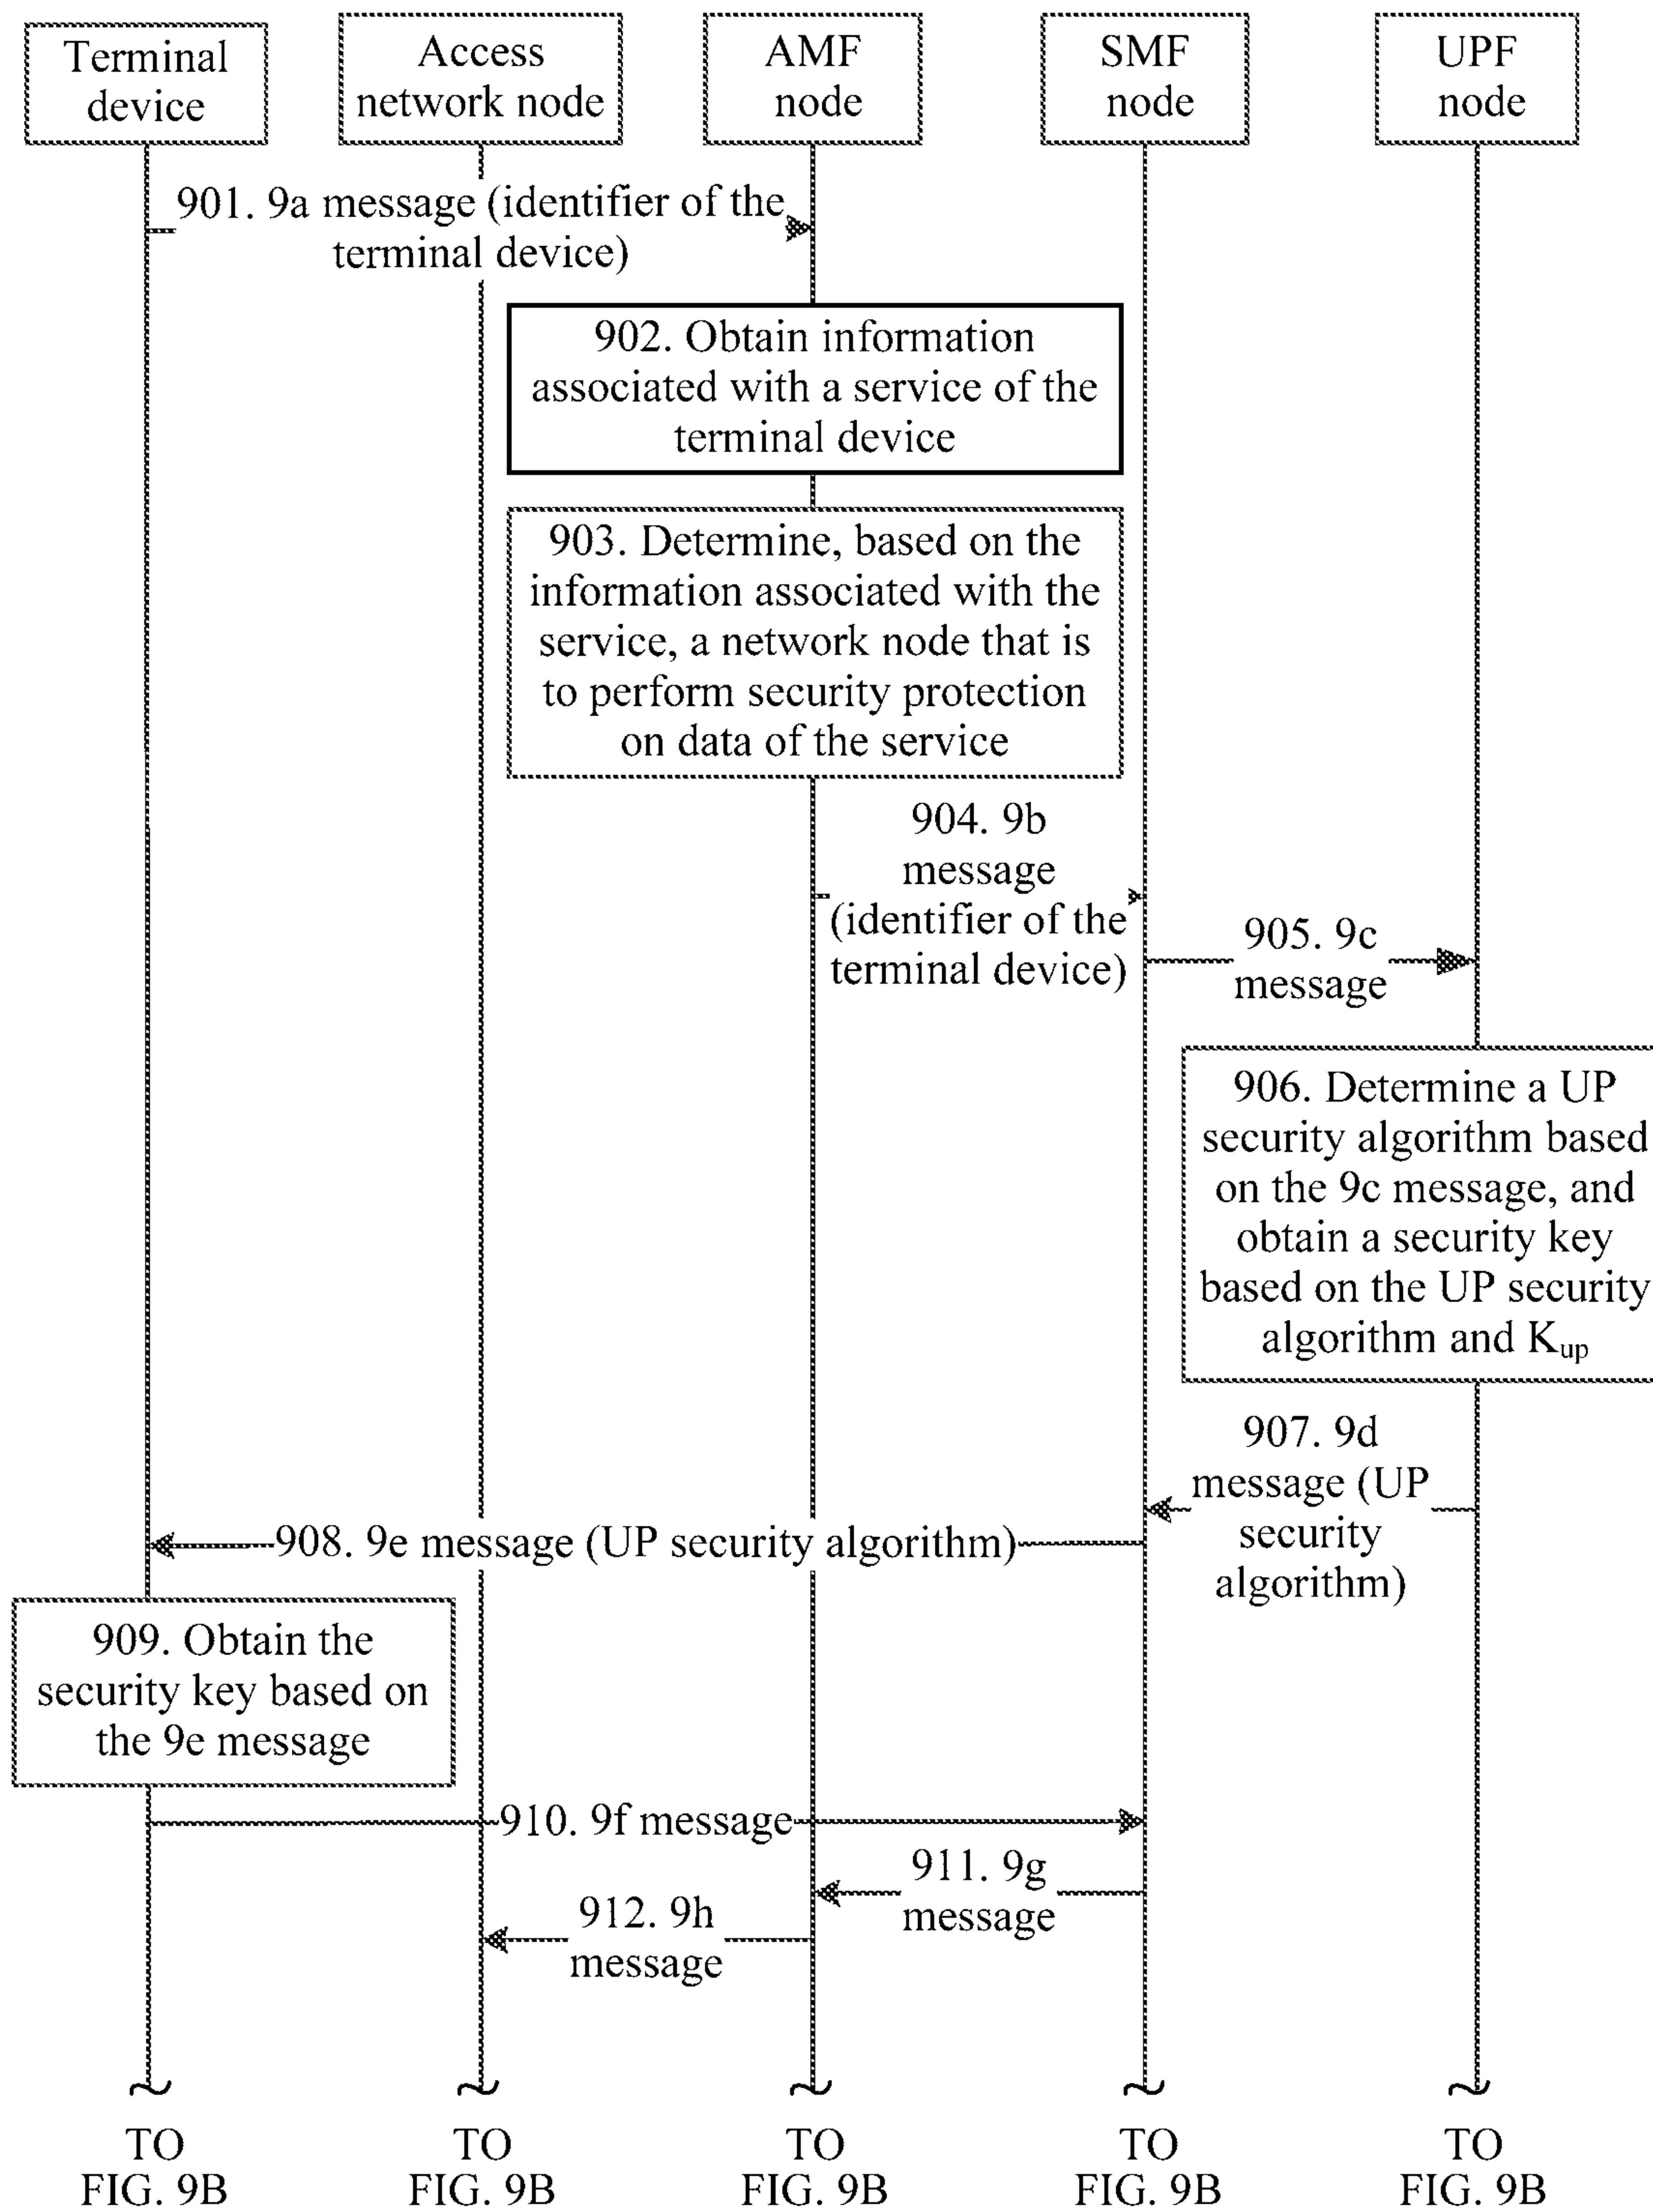 Terminal
device
Access
network node
AMF
node
SMF
node
UPF
node
901. 9a message (identifier of the
terminal device)
902. Obtain information
associated with a service of the
terminal device
903. Determine, based on the
information associated with the
service, a network node that is
to perform security protection
on data of the service
904. 9b
message
(identifier of the
terminal device)
905. 9c
message
906. Determine a UP
security algorithm based
on the 9c message, and
obtain a security key
based on the UP security
algorithm and Kup
907. 9d
message (UP
security
algorithm)
908. 9e message (UP security algorithm)
909. Obtain the
security key based on
the 9e message
910. 9f message
911. 9g
message
912. 9h
message
TO
FIG. 9B
TO
FIG. 9B
TO
FIG. 9B
TO
FIG. 9B
TO
FIG. 9B